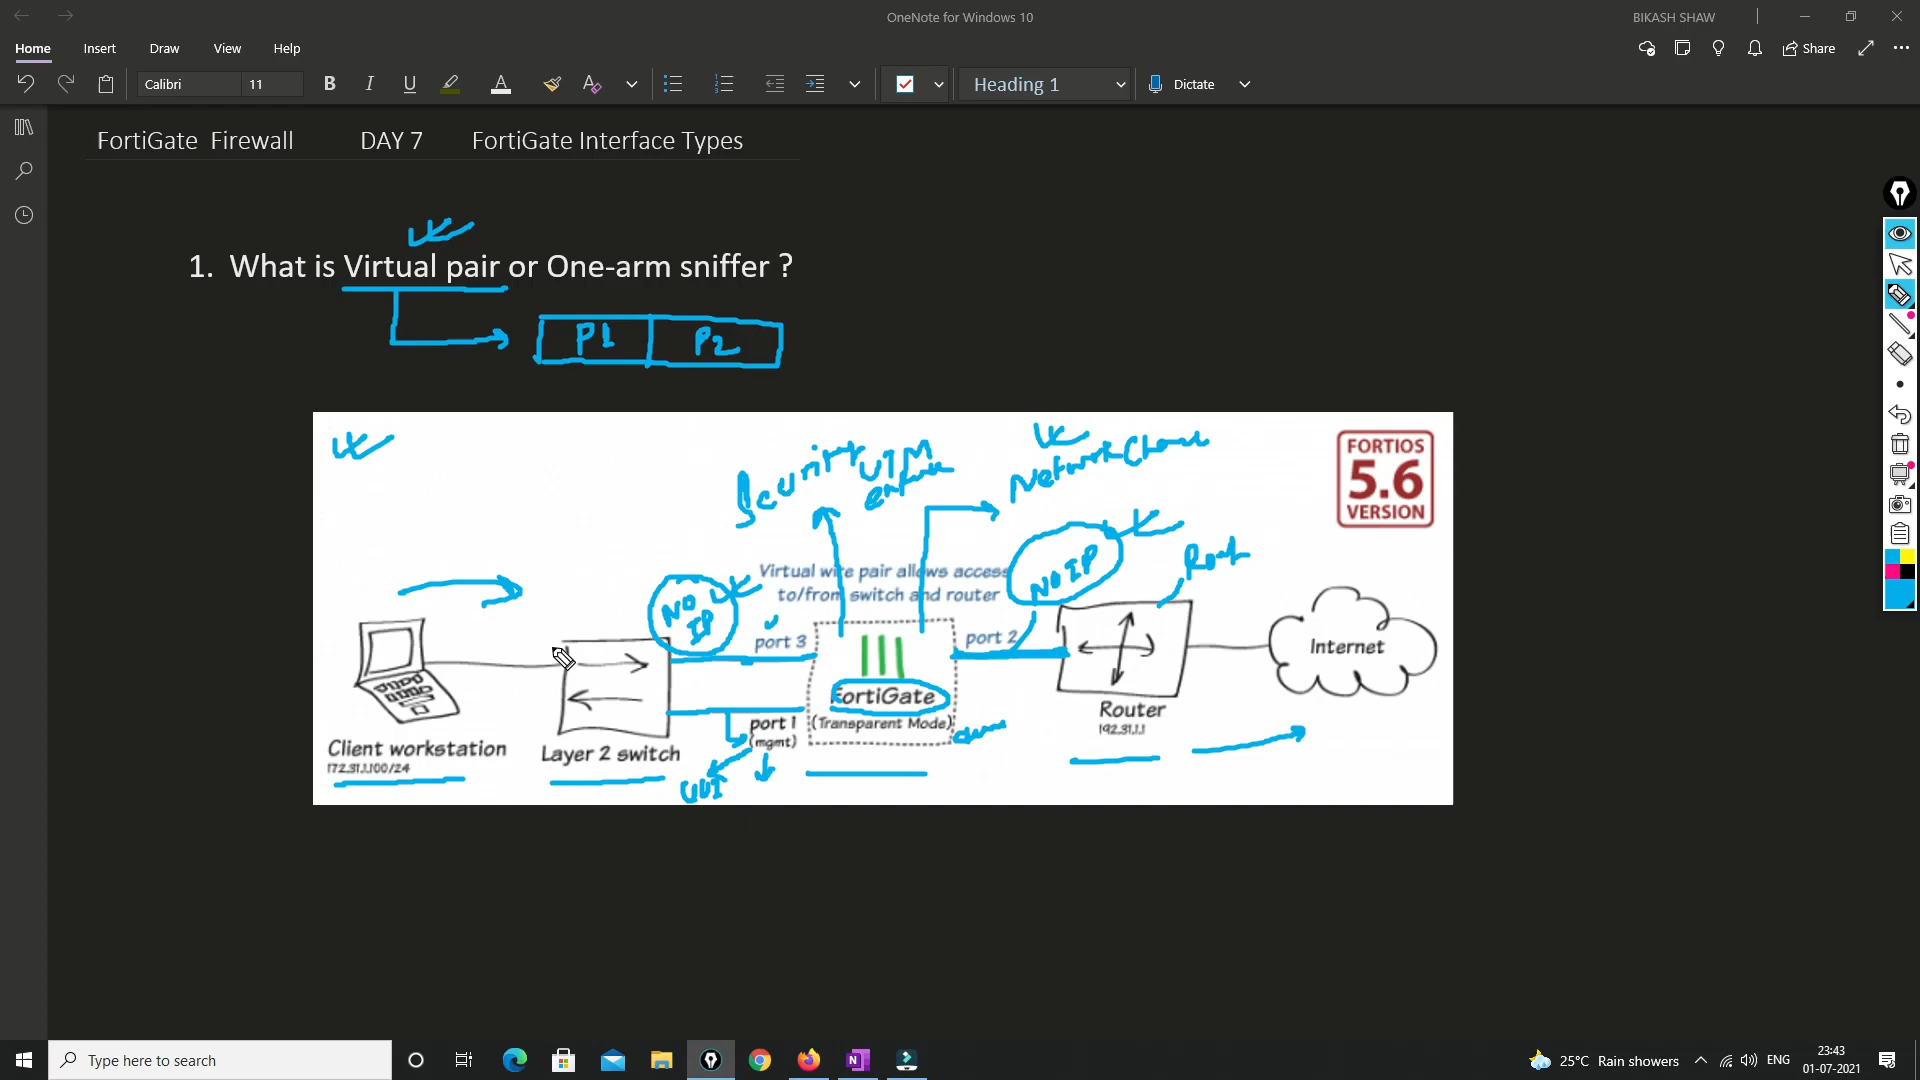 OneNote for Windows 10
BIKASH SHAW
Home Insert Draw View Help
Share
Calibri 11 B I U A A Heading 1 Dictate
FortiGate Firewall DAY 7 FortiGate Interface Types
1. What is Virtual pair or One-arm sniffer ?
P1 P2
Security UTM
Network
FORTIOS
5.6
VERSION
NO IP
NO IP
Virtual wire pair allows access
to/from switch and router
port 3
port 2
FortiGate
(Transparent Mode)
port 1
(mgmt)
Internet
Router
192.31.1.1
Client workstation
172.31.1.100/24
Layer 2 switch
Type here to search
25°C Rain showers
ENG
23:43
01-07-2021